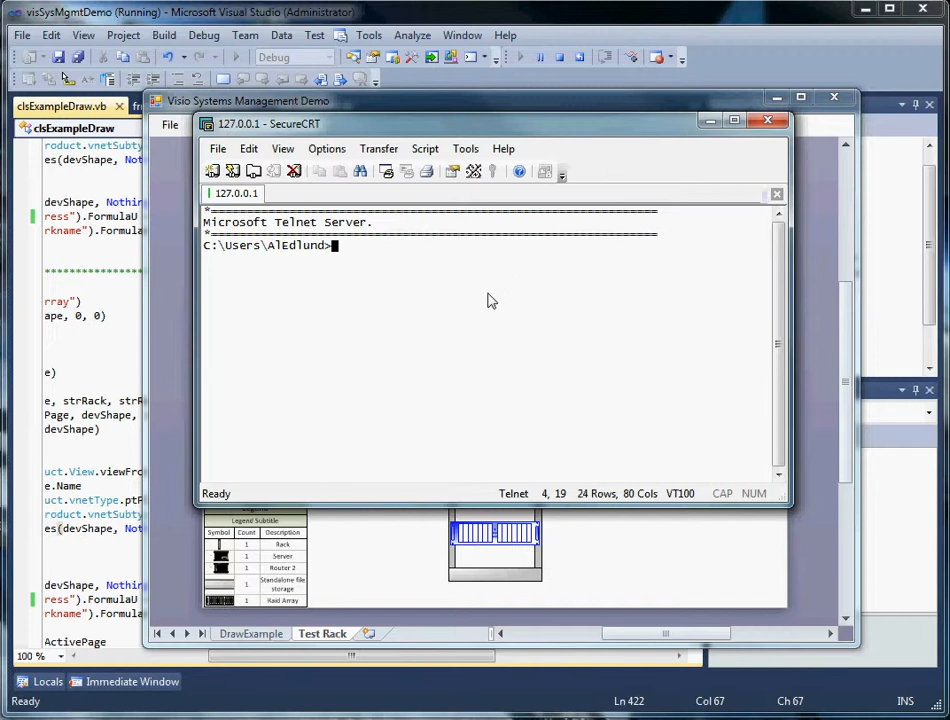 visSysMgmtDemo (Running) - Microsoft Visual Studio (Administrator)
File Edit View Project Build Debug Team Data Test Tools Analyze Window Help
Debug
clsExampleDraw.vb
clsExampleDraw
Visio Systems Management Demo
File
127.0.0.1 - SecureCRT
File Edit View Options Transfer Script Tools Help
127.0.0.1
*===============================================================
Microsoft Telnet Server.
*===============================================================
C:\Users\AlEdlund>
Ready Telnet 4, 19 24 Rows, 80 Cols VT100 CAP NUM
roduct.vnetSubty
es(devShape, Not
devShape, Nothin
ress").FormulaU
rkname").Formula
rray")
ape, 0, 0)
e)
e, strRack, strR
Page, devShape,
devShape)
uct.View.viewFro
e.Name
uct.vnetType.ptP
roduct.vnetSubty
es(devShape, Not
devShape, Nothin
ress").FormulaU
rkname").Formula
ActivePage
Legend Subtitle
Symbol Count Description
1 Rack
1 Server
1 Router 2
1 Standalone file storage
1 Raid Array
DrawExample Test Rack
100 %
Locals Immediate Window
Ready Ln 422 Col 67 Ch 67 INS